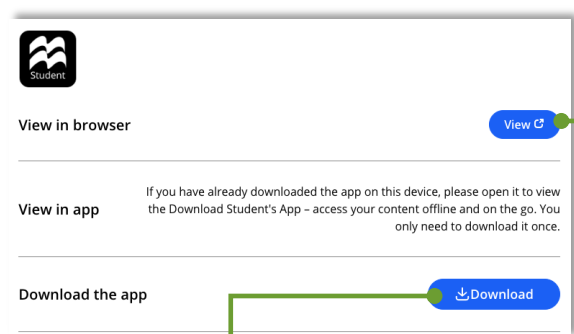 Student
View in browser
View
If you have already downloaded the app on this device, please open it to view
View in app
the Download Student's App – access your content offline and on the go. You
only need to download it once.
Download the app
Download